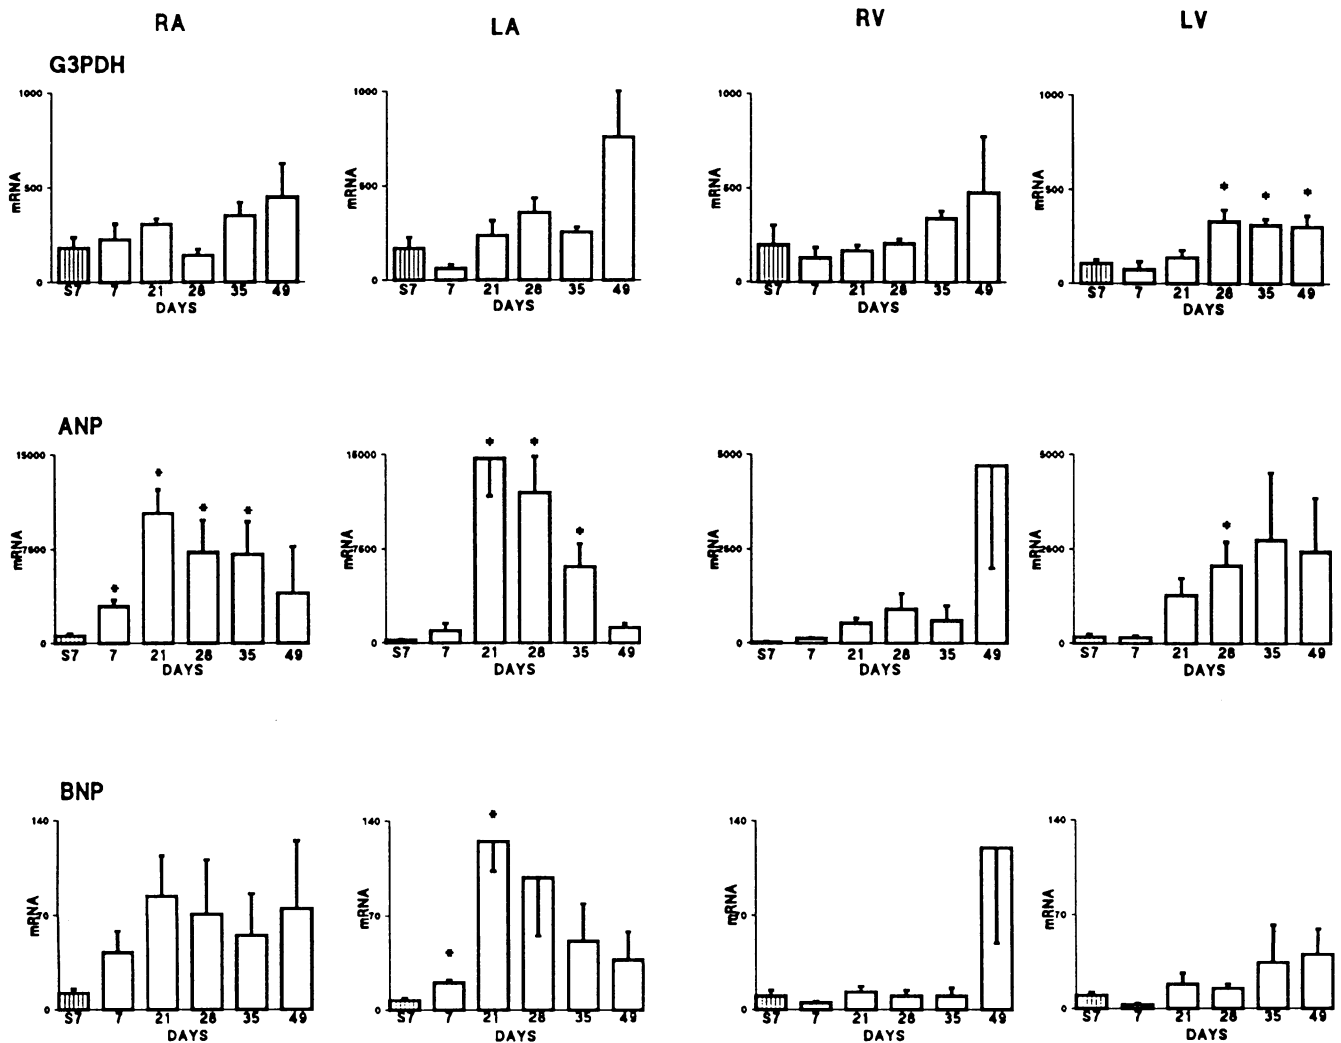 RA LA RV LV
G3PDH
1000 1000 1000 1000
mRNA mRNA mRNA
500 500 500 500
* * *
0 0 0 0
S7 7 21 28 35 49 S7 7 21 28 35 49 S7 7 21 28 35 49 S7 7 21 28 35 49
DAYS DAYS DAYS DAYS
ANP
15000 15000 5000 5000
* * * * * * * *
mRNA mRNA mRNA mRNA
7500 7500 2500 2500
0 0 0 0
S7 7 21 28 35 49 S7 7 21 28 35 49 S7 7 21 28 35 49 S7 7 21 28 35 49
DAYS DAYS DAYS DAYS
BNP
140 140 140 140
* *
mRNA mRNA mRNA mRNA
70 70 70 70
0 0 0 0
S7 7 21 28 35 49 S7 7 21 28 35 49 S7 7 21 28 35 49 S7 7 21 28 35 49
DAYS DAYS DAYS DAYS